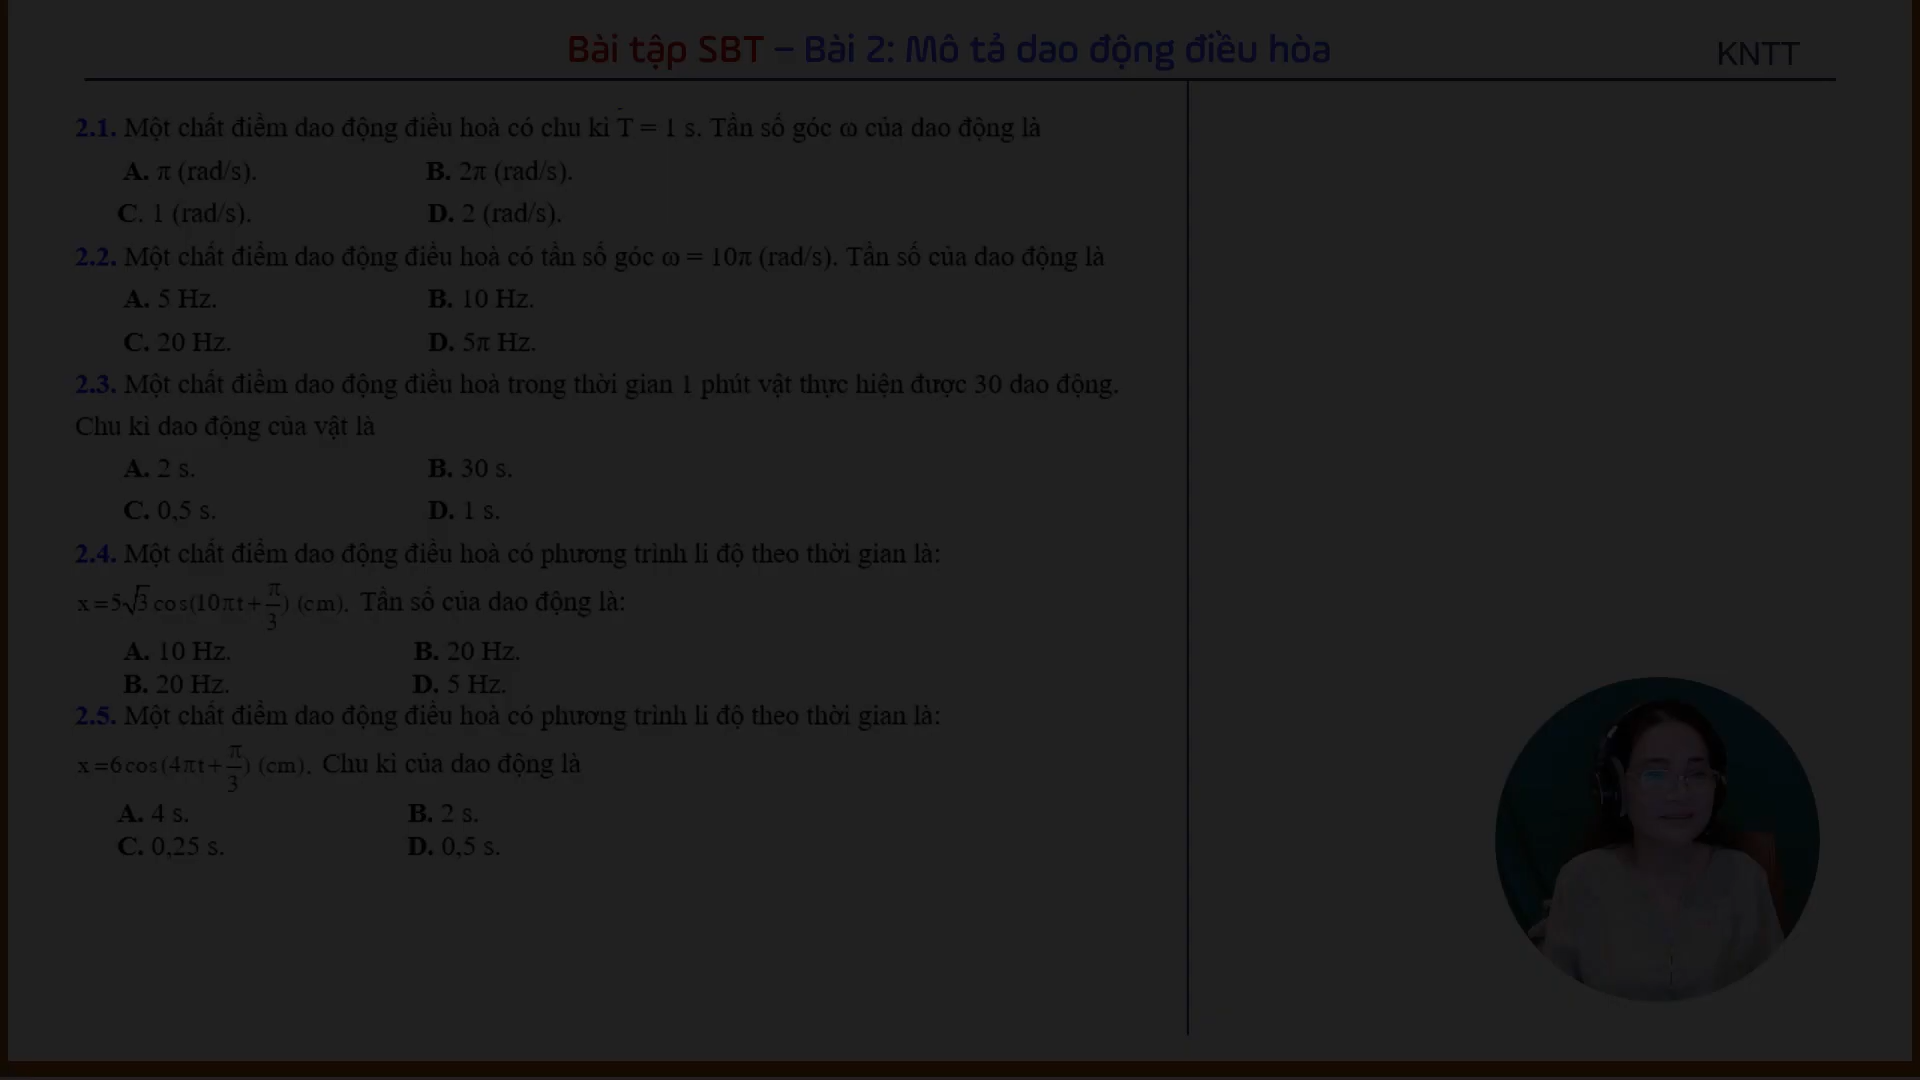 Bài tập SBT – Bài 2: Mô tả dao động điều hòa
KNTT
2.1. Một chất điểm dao động điều hoà có chu kì T = 1 s. Tần số góc ω của dao động là
A. π (rad/s). B. 2π (rad/s).
C. 1 (rad/s). D. 2 (rad/s).
2.2. Một chất điểm dao động điều hoà có tần số góc ω = 10π (rad/s). Tần số của dao động là
A. 5 Hz. B. 10 Hz.
C. 20 Hz. D. 5π Hz.
2.3. Một chất điểm dao động điều hoà trong thời gian 1 phút vật thực hiện được 30 dao động.
Chu kì dao động của vật là
A. 2 s. B. 30 s.
C. 0,5 s. D. 1 s.
2.4. Một chất điểm dao động điều hoà có phương trình li độ theo thời gian là:
x=5√3cos(10πt+π/3) (cm). Tần số của dao động là:
A. 10 Hz. B. 20 Hz.
B. 20 Hz. D. 5 Hz.
2.5. Một chất điểm dao động điều hoà có phương trình li độ theo thời gian là:
x=6cos(4πt+π/3) (cm). Chu kì của dao động là
A. 4 s. B. 2 s.
C. 0,25 s. D. 0,5 s.